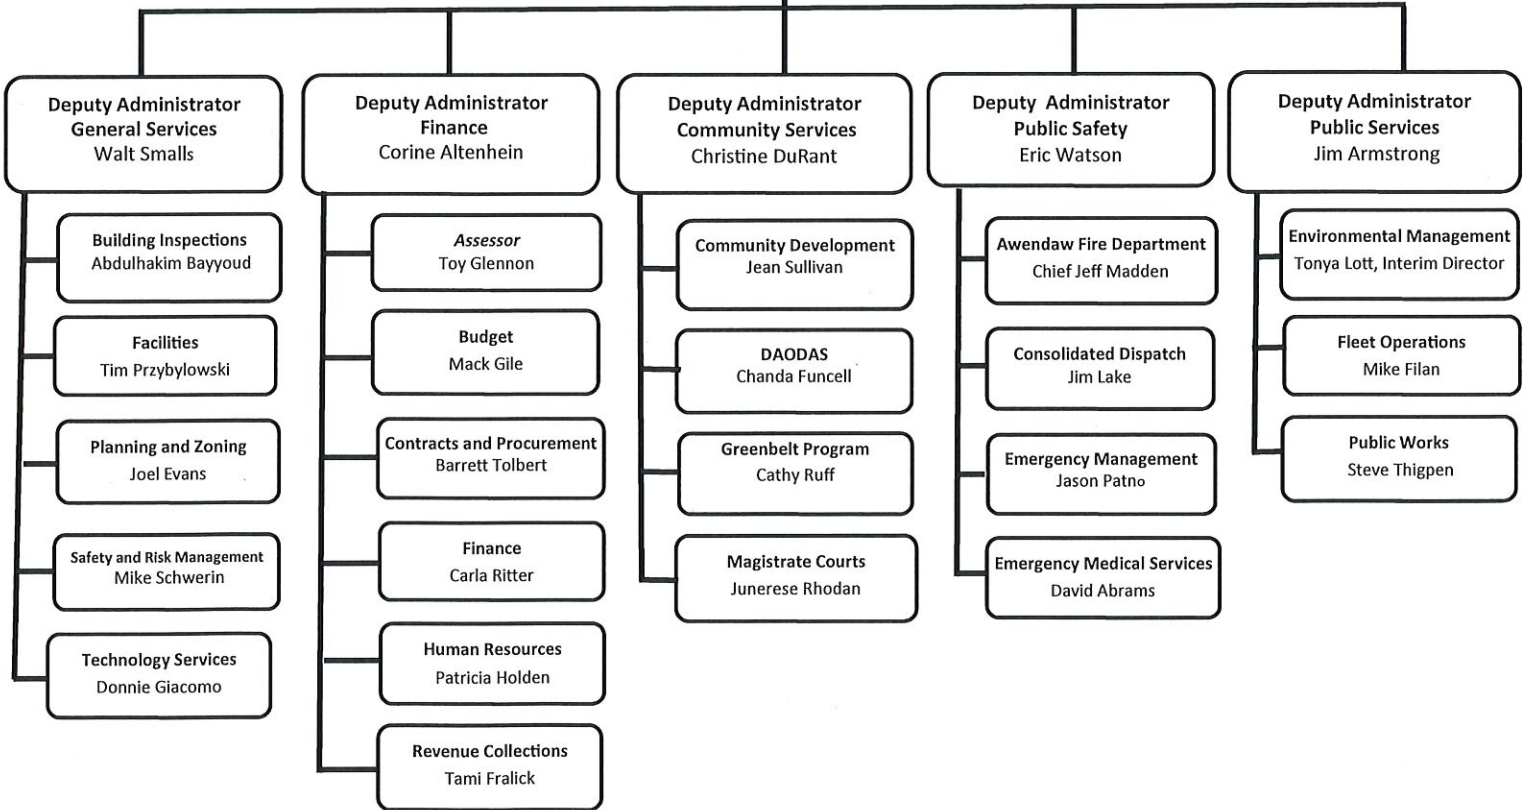 Deputy Administrator
General Services
Walt Smalls
Building Inspections
Abdulhakim Bayyoud
Facilities
Tim Przybylowski
Planning and Zoning
Joel Evans
Safety and Risk Management
Mike Schwerin
Technology Services
Donnie Giacomo
Deputy Administrator
Finance
Corine Altenhein
Assessor
Toy Glennon
Budget
Mack Gile
Contracts and Procurement
Barrett Tolbert
Finance
Carla Ritter
Human Resources
Patricia Holden
Revenue Collections
Tami Fralick
Deputy Administrator
Community Services
Christine DuRant
Community Development
Jean Sullivan
DAODAS
Chanda Funcell
Greenbelt Program
Cathy Ruff
Magistrate Courts
Junerese Rhodan
Deputy Administrator
Public Safety
Eric Watson
Awendaw Fire Department
Chief Jeff Madden
Consolidated Dispatch
Jim Lake
Emergency Management
Jason Patno
Emergency Medical Services
David Abrams
Deputy Administrator
Public Services
Jim Armstrong
Environmental Management
Tonya Lott, Interim Director
Fleet Operations
Mike Filan
Public Works
Steve Thigpen